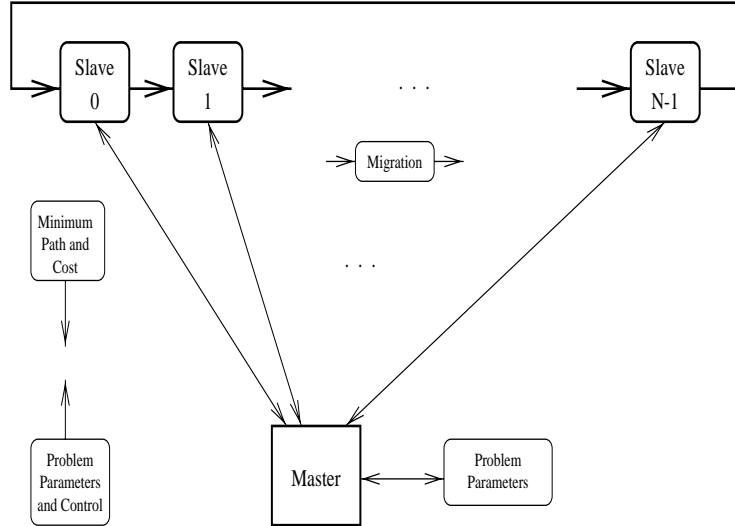 Slave
0
Slave
1
. . .
Slave
N-1
Migration
Minimum
Path and
Cost
. . .
Problem
Parameters
and Control
Master
Problem
Parameters